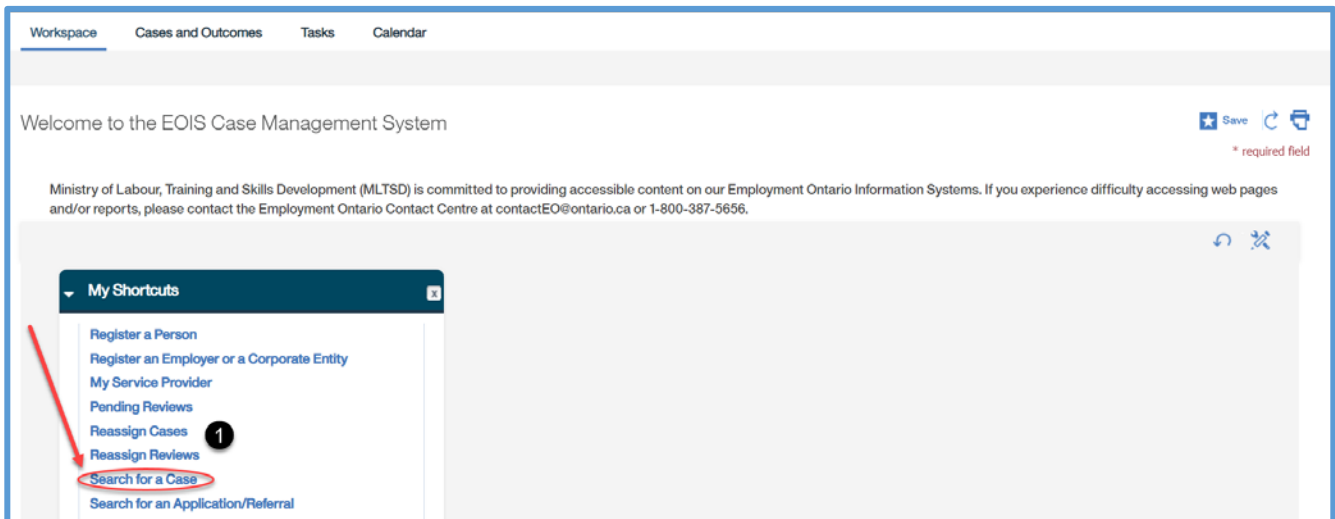 Workspace Cases and Outcomes Tasks Calendar
Welcome to the EOIS Case Management System
Save
* required field
Ministry of Labour, Training and Skills Development (MLTSD) is committed to providing accessible content on our Employment Ontario Information Systems. If you experience difficulty accessing web pages
and/or reports, please contact the Employment Ontario Contact Centre at contactEO@ontario.ca or 1-800-387-5656.
My Shortcuts
x
Register a Person
Register an Employer or a Corporate Entity
My Service Provider
Pending Reviews
Reassign Cases
1
Reassign Reviews
Search for a Case
Search for an Application/Referral